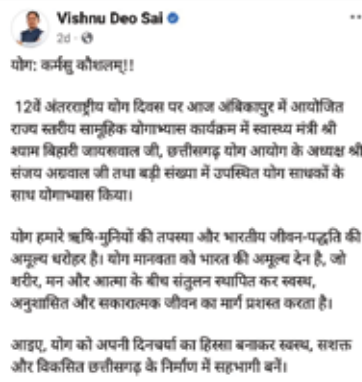 Vishnu Deo Sai
2d
योग: कर्मसु कौशलम्!!
12वें अंतरराष्ट्रीय योग दिवस पर आज अंबिकापुर में आयोजित
राज्य स्तरीय सामूहिक योगाभ्यास कार्यक्रम में स्वास्थ्य मंत्री श्री
श्याम बिहारी जायसवाल जी, छत्तीसगढ़ योग आयोग के अध्यक्ष श्री
संजय अग्रवाल जी तथा बड़ी संख्या में उपस्थित योग साधकों के
साथ योगाभ्यास किया।
योग हमारे ऋषि-मुनियों की तपस्या और भारतीय जीवन-पद्धति की
अमूल्य धरोहर है। योग मानवता को भारत की अमूल्य देन है, जो
शरीर, मन और आत्मा के बीच संतुलन स्थापित कर स्वस्थ,
अनुशासित और सकारात्मक जीवन का मार्ग प्रशस्त करता है।
आइए, योग को अपनी दिनचर्या का हिस्सा बनाकर स्वस्थ, सशक्त
और विकसित छत्तीसगढ़ के निर्माण में सहभागी बनें।